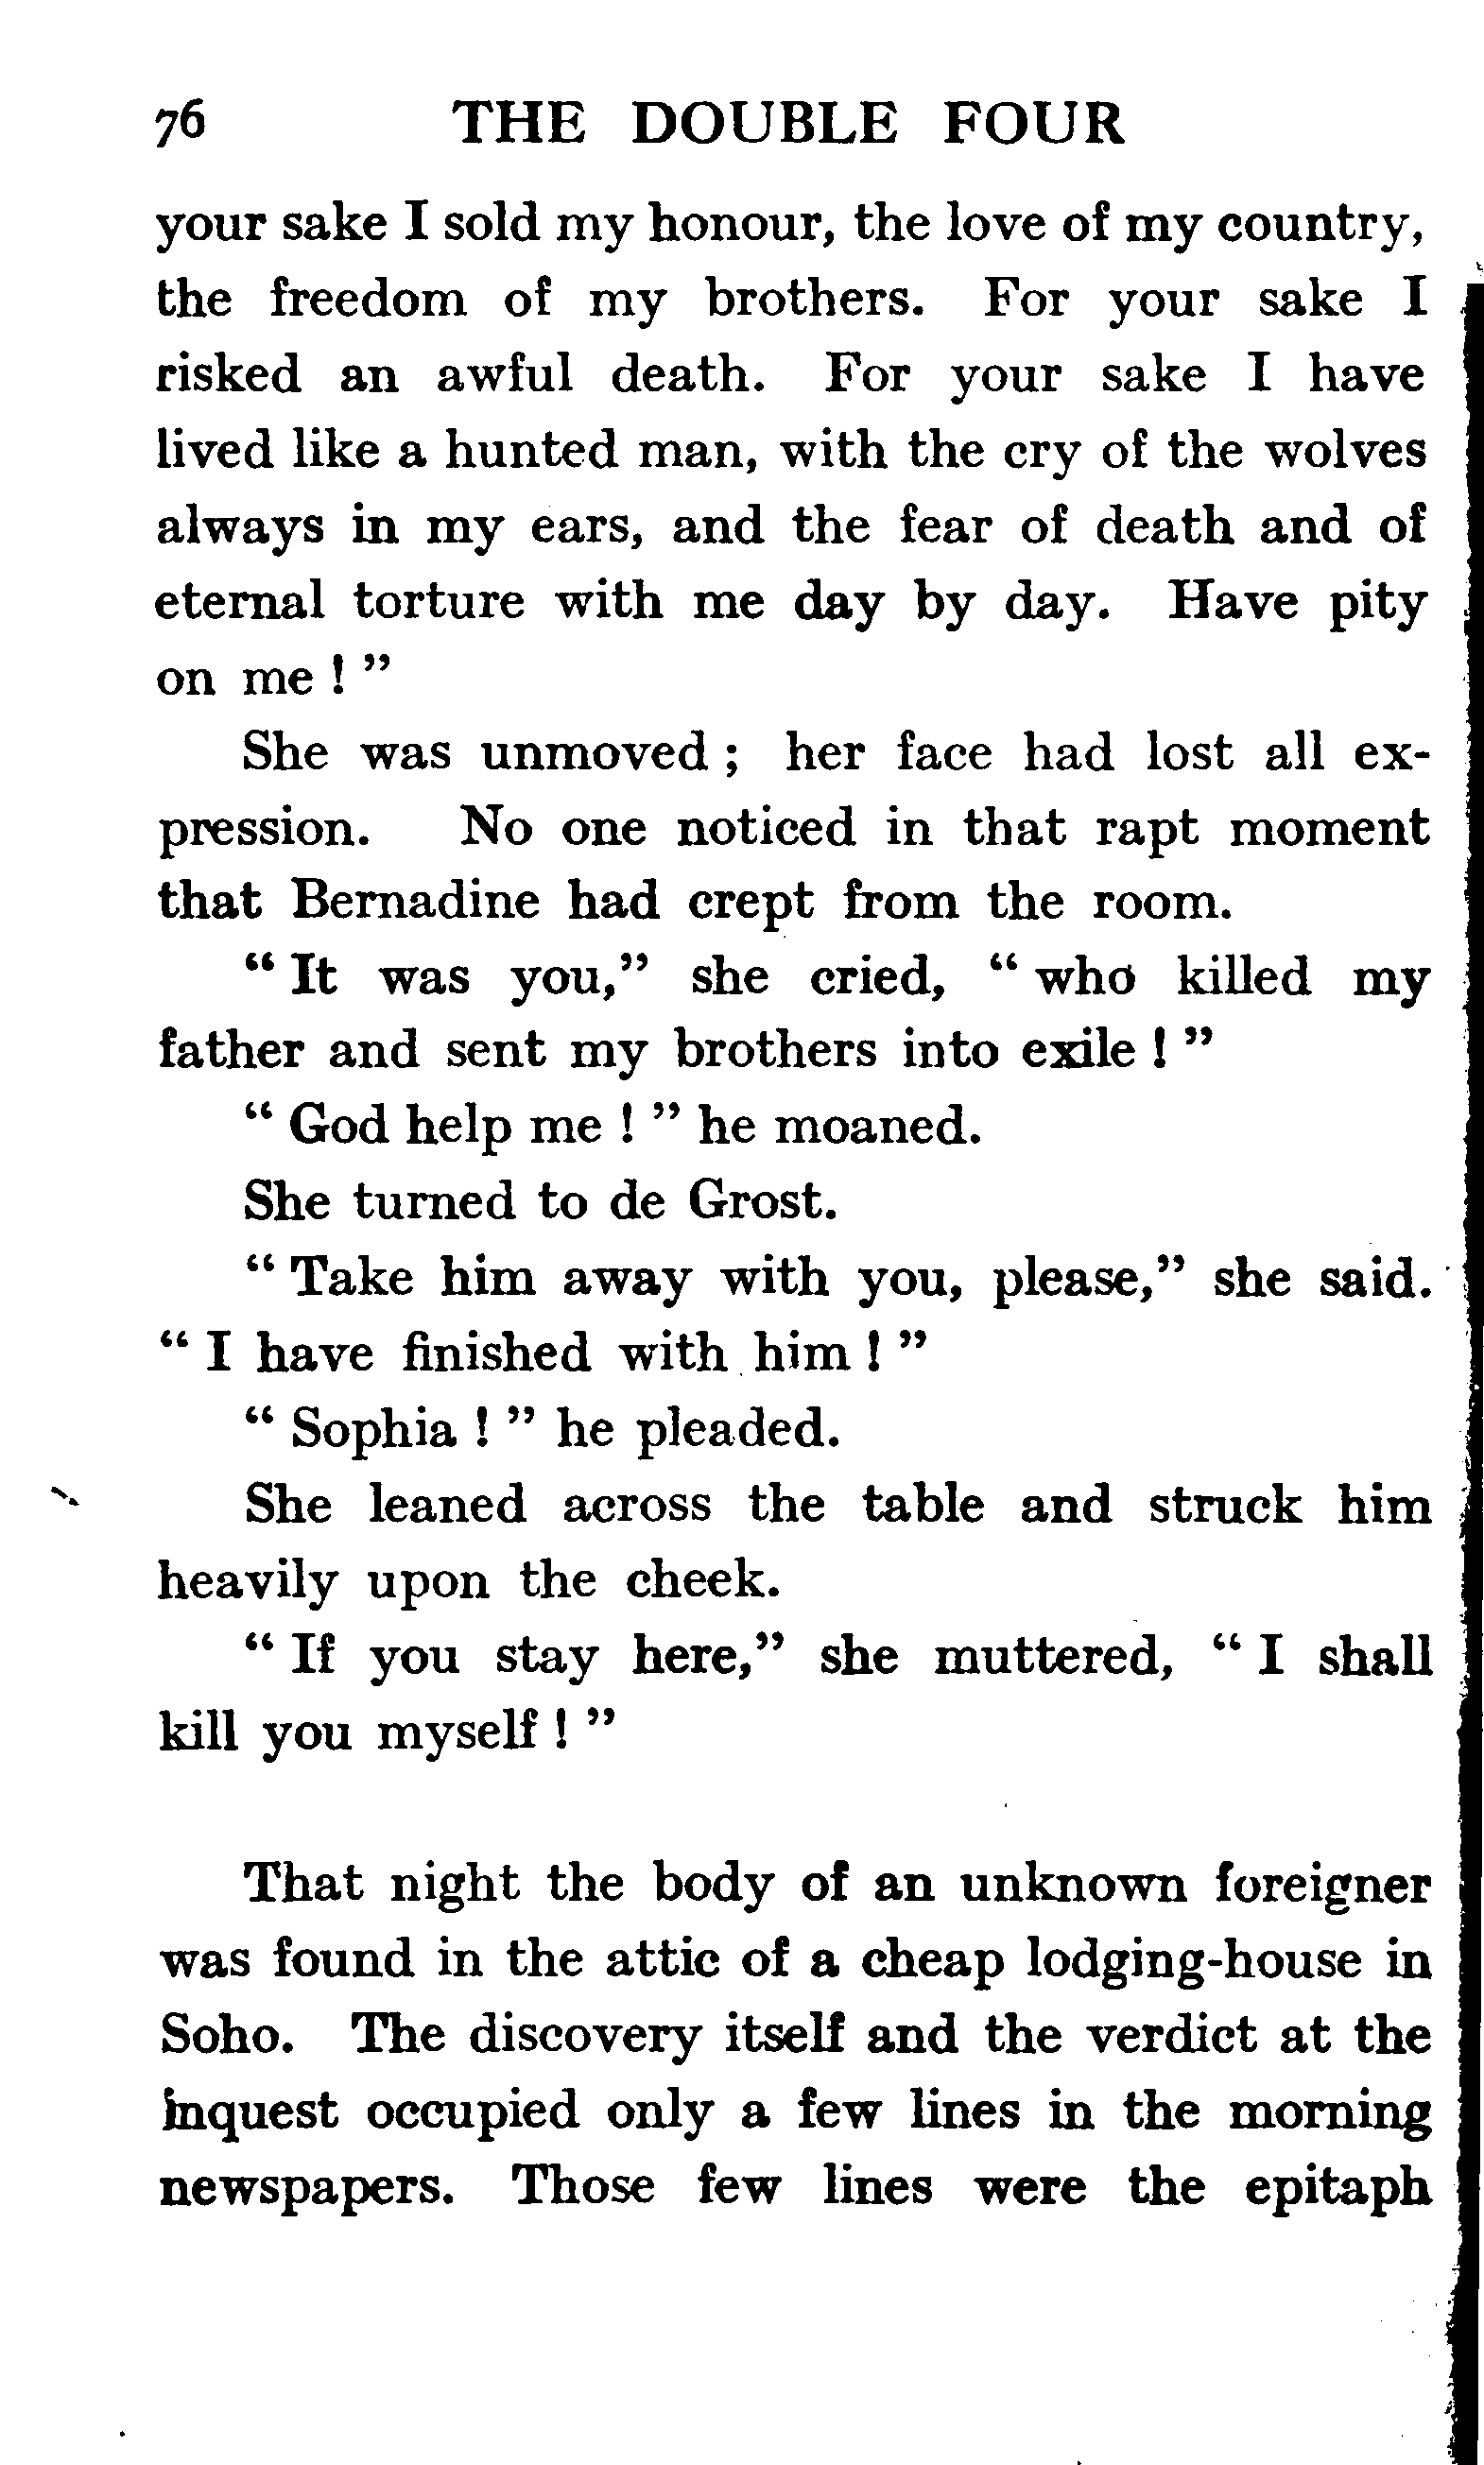 76 THE DOUBLE FOUR
your sake I sold my honour, the love of my country,
the freedom of my brothers. For your sake I
risked an awful death. For your sake I have
lived like a hunted man, with the cry of the wolves
always in my ears, and the fear of death and of
eternal torture with me day by day. Have pity
on me ! ”
She was unmoved ; her face had lost all ex-
pression. No one noticed in that rapt moment
that Bernadine had crept from the room.
“ It was you,” she cried, “ who killed my
father and sent my brothers into exile ! ”
“ God help me ! ” he moaned.
She turned to de Grost.
“ Take him away with you, please,” she said.
“ I have finished with him ! ”
“ Sophia ! ” he pleaded.
She leaned across the table and struck him
heavily upon the cheek.
“ If you stay here,” she muttered, “ I shall
kill you myself ! ”
That night the body of an unknown foreigner
was found in the attic of a cheap lodging-house in
Soho. The discovery itself and the verdict at the
inquest occupied only a few lines in the morning
newspapers. Those few lines were the epitaph